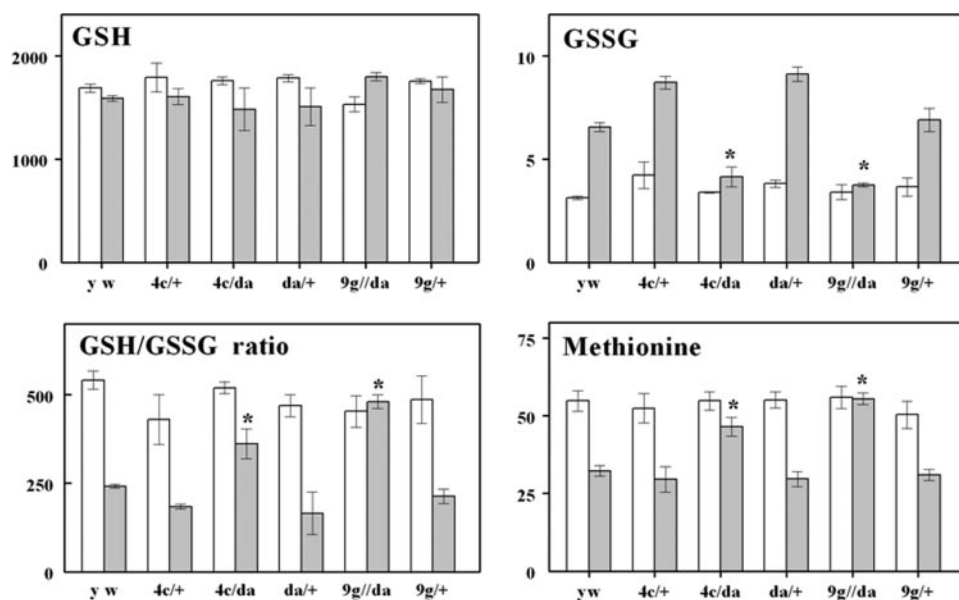 GSH
2000
1000
0
y w 4c/+ 4c/da da/+ 9g//da 9g/+
GSSG
10
5
0
*
*
yw 4c/+ 4c/da da/+ 9g//da 9g/+
GSH/GSSG ratio
500
250
0
*
*
y w 4c/+ 4c/da da/+ 9g//da 9g/+
Methionine
75
50
25
0
*
*
yw 4c/+ 4c/da da/+ 9g//da 9g/+